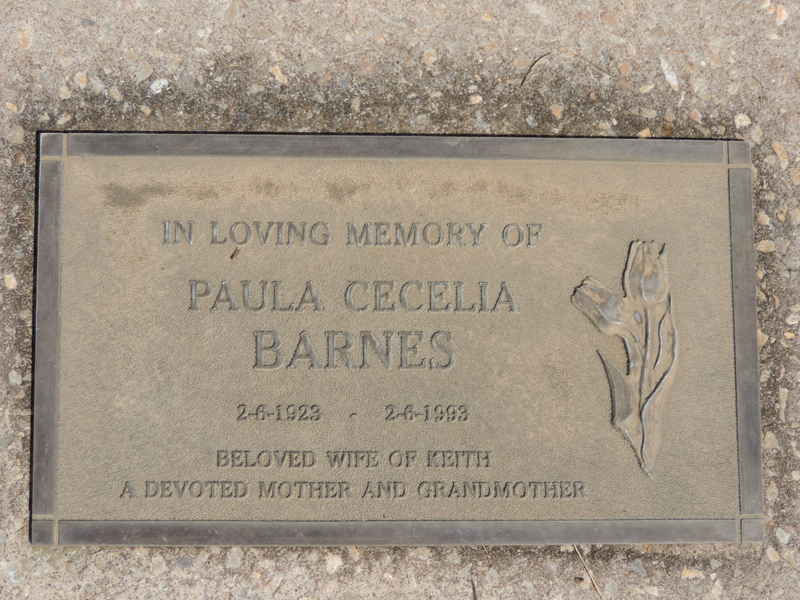 IN LOVING MEMORY OF
PAULA CECELIA
BARNES
2-6-1923 - 2-6-1993
BELOVED WIFE OF KEITH
A DEVOTED MOTHER AND GRANDMOTHER